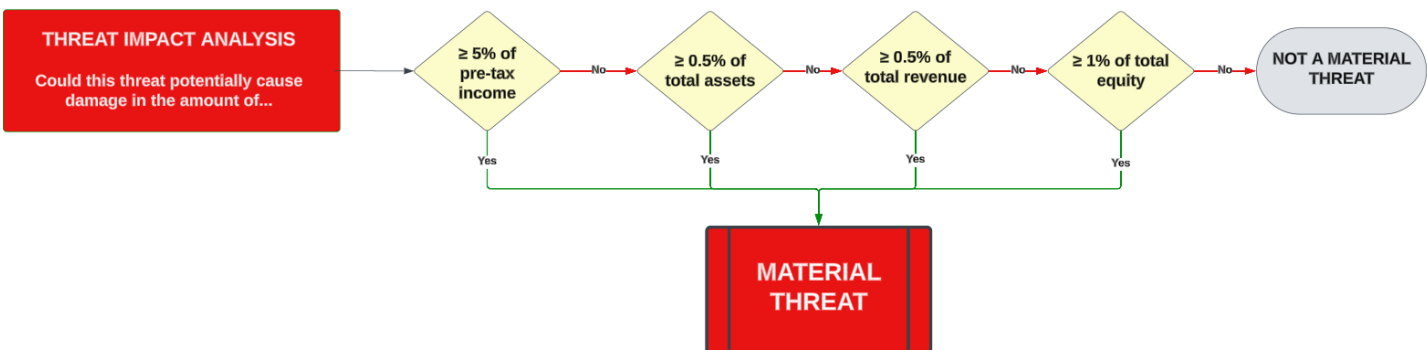 THREAT IMPACT ANALYSIS
Could this threat potentially cause
damage in the amount of...
≥ 5% of
pre-tax
income
No
≥ 0.5% of
total assets
No
≥ 0.5% of
total revenue
No
≥ 1% of total
equity
No
NOT A MATERIAL
THREAT
Yes
Yes
Yes
Yes
MATERIAL
THREAT